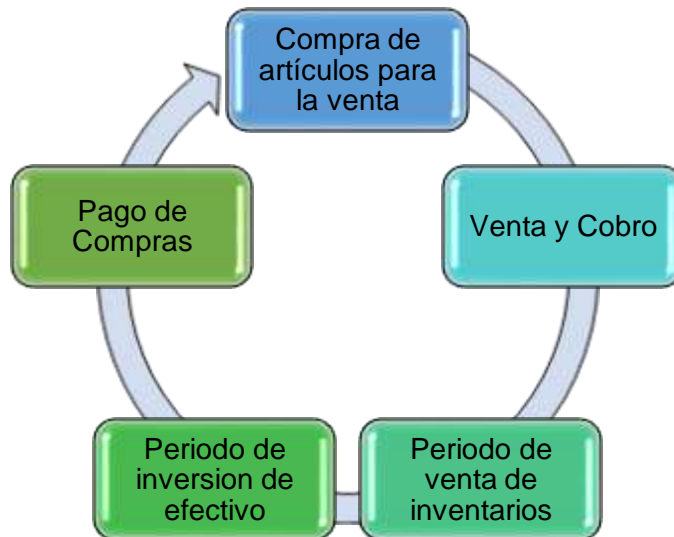 Compra de
artículos para
la venta
Venta y Cobro
Periodo de
venta de
inventarios
Periodo de
inversion de
efectivo
Pago de
Compras